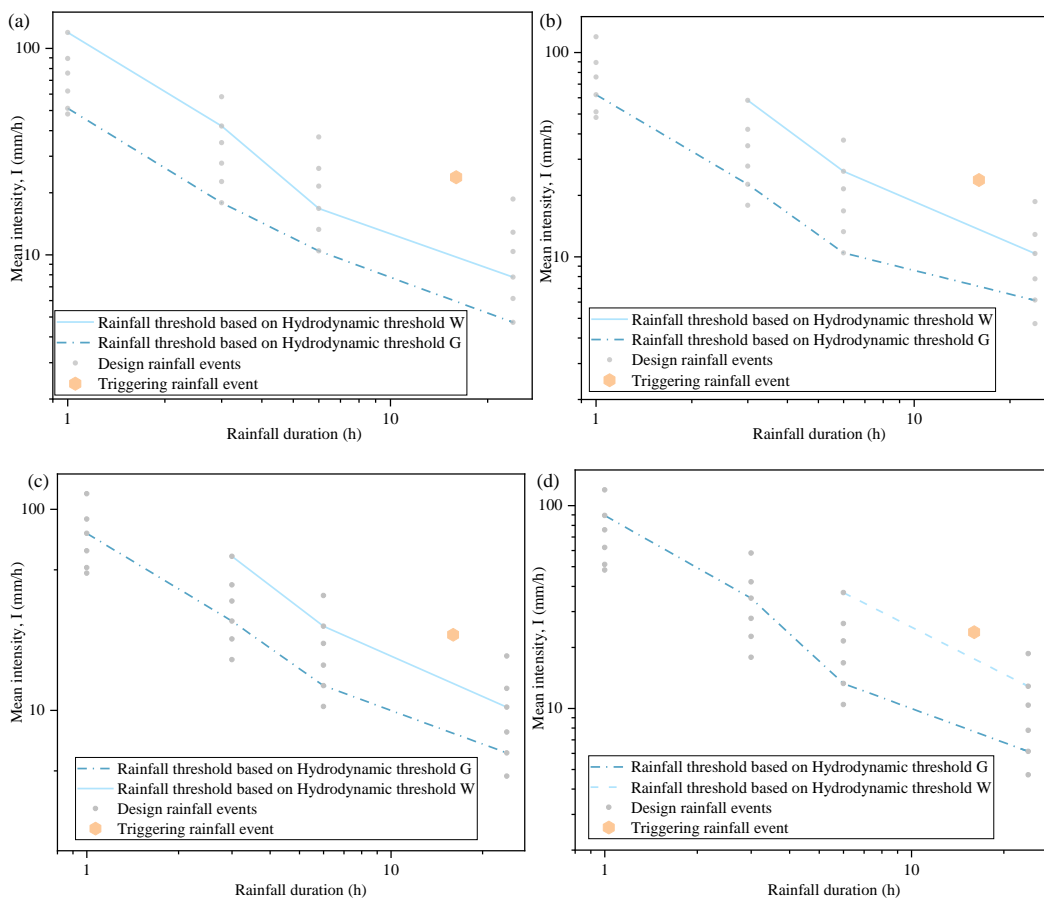 (a)
100
10
Mean intensity, I (mm/h)
Rainfall threshold based on Hydrodynamic threshold W
Rainfall threshold based on Hydrodynamic threshold G
Design rainfall events
Triggering rainfall event
1
10
Rainfall duration (h)
(b)
100
10
Mean intensity, I (mm/h)
Rainfall threshold based on Hydrodynamic threshold W
Rainfall threshold based on Hydrodynamic threshold G
Design rainfall events
Triggering rainfall event
1
10
Rainfall duration (h)
(c)
100
10
Mean intensity, I (mm/h)
Rainfall threshold based on Hydrodynamic threshold G
Rainfall threshold based on Hydrodynamic threshold W
Design rainfall events
Triggering rainfall event
1
10
Rainfall duration (h)
(d)
100
10
Mean intensity, I (mm/h)
Rainfall threshold based on Hydrodynamic threshold G
Rainfall threshold based on Hydrodynamic threshold W
Design rainfall events
Triggering rainfall event
1
10
Rainfall duration (h)